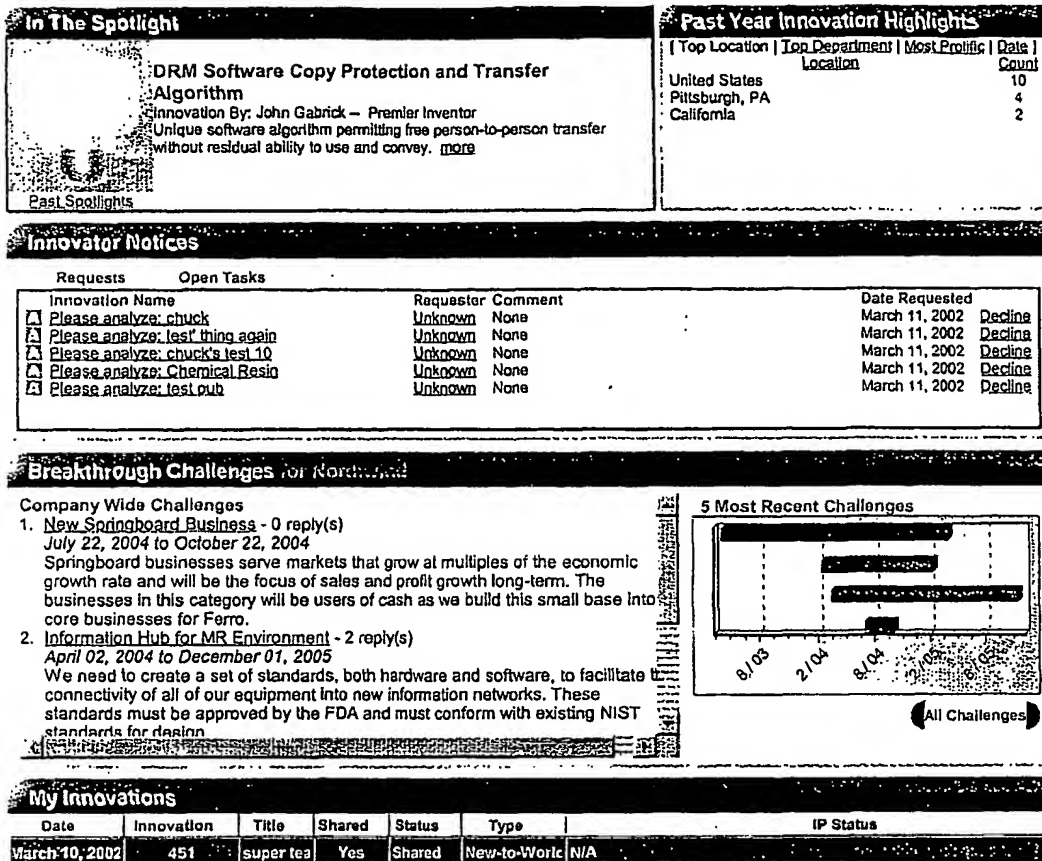 In The Spotlight
DRM Software Copy Protection and Transfer
Algorithm
Innovation By: John Gabrick – Premier Inventor
Unique software algorithm permitting free person-to-person transfer
without residual ability to use and convey. more
Past Spotlights
Past Year Innovation Highlights
[ Top Location | Top Department | Most Prolific | Date ]
Location Count
United States 10
Pittsburgh, PA 4
California 2
Innovator Notices
Requests Open Tasks
Innovation Name Requester Comment Date Requested
Please analyze: chuck Unknown None March 11, 2002 Decline
Please analyze: test' thing again Unknown None March 11, 2002 Decline
Please analyze: chuck's test 10 Unknown None March 11, 2002 Decline
Please analyze: Chemical Resin Unknown None March 11, 2002 Decline
Please analyze: test pub Unknown None March 11, 2002 Decline
Breakthrough Challenges for Northwind
Company Wide Challenges
1. New Springboard Business - 0 reply(s)
July 22, 2004 to October 22, 2004
Springboard businesses serve markets that grow at multiples of the economic
growth rate and will be the focus of sales and profit growth long-term. The
businesses in this category will be users of cash as we build this small base into
core businesses for Ferro.
2. Information Hub for MR Environment - 2 reply(s)
April 02, 2004 to December 01, 2005
We need to create a set of standards, both hardware and software, to facilitate t
connectivity of all of our equipment into new information networks. These
standards must be approved by the FDA and must conform with existing NIST
standards for design
5 Most Recent Challenges
8 / 03
2 / 04
8 / 04
All Challenges
My Innovations
Date Innovation Title Shared Status Type IP Status
March 10, 2002 451 super tea Yes Shared New-to-World N/A